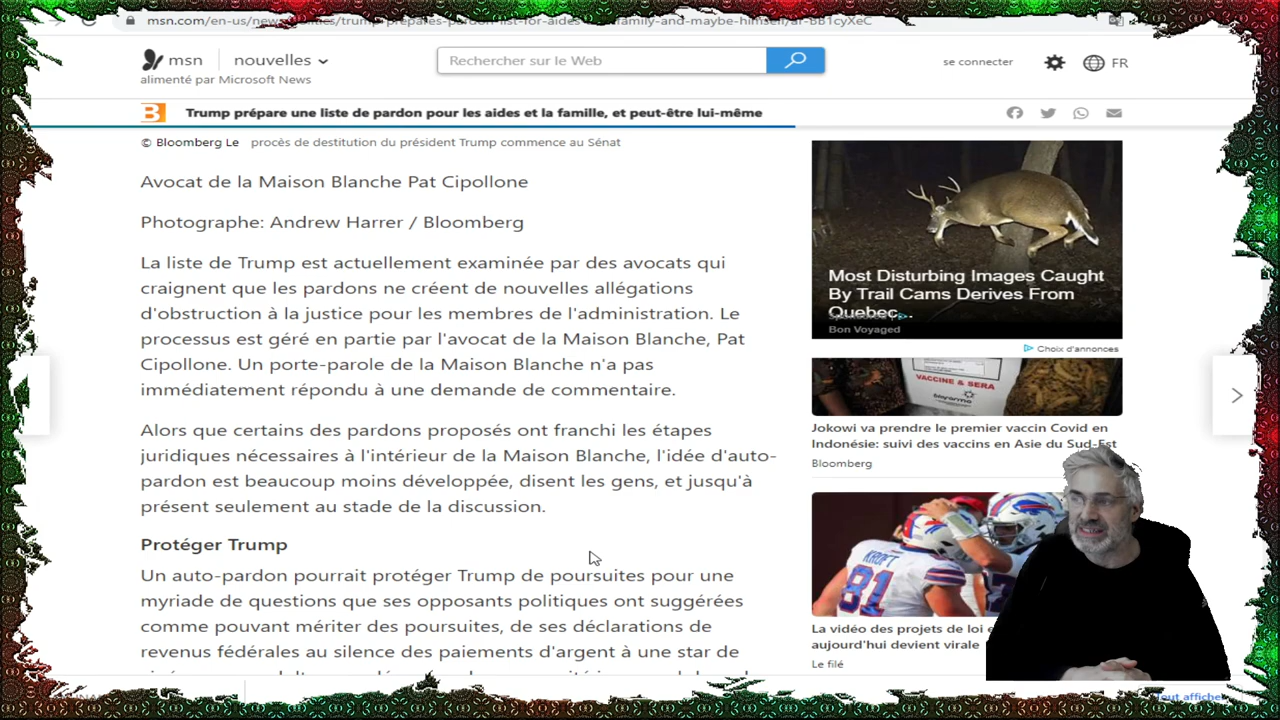 msn.com/en-us/
msn nouvelles
alimenté par Microsoft News
Rechercher sur le Web
se connecter
FR
Trump prépare une liste de pardon pour les aides et la famille, et peut-être lui-même
© Bloomberg Le procès de destitution du président Trump commence au Sénat
Avocat de la Maison Blanche Pat Cipollone
Photographe: Andrew Harrer / Bloomberg
La liste de Trump est actuellement examinée par des avocats qui
craignent que les pardons ne créent de nouvelles allégations
d'obstruction à la justice pour les membres de l'administration. Le
processus est géré en partie par l'avocat de la Maison Blanche, Pat
Cipollone. Un porte-parole de la Maison Blanche n'a pas
immédiatement répondu à une demande de commentaire.
Alors que certains des pardons proposés ont franchi les étapes
juridiques nécessaires à l'intérieur de la Maison Blanche, l'idée d'auto-
pardon est beaucoup moins développée, disent les gens, et jusqu'à
présent seulement au stade de la discussion.
Protéger Trump
Un auto-pardon pourrait protéger Trump de poursuites pour une
myriade de questions que ses opposants politiques ont suggérées
comme pouvant mériter des poursuites, de ses déclarations de
revenus fédérales au silence des paiements d'argent à une star de
Most Disturbing Images Caught
By Trail Cams Derives From
Quebec...
Bon Voyaged
Choix d'annonces
VACCINE & SERA
Jokowi va prendre le premier vaccin Covid en
Indonésie: suivi des vaccins en Asie du Sud-Est
Bloomberg
KROFT
81
La vidéo des projets de loi
aujourd'hui devient virale
Le filé
Tout affiche